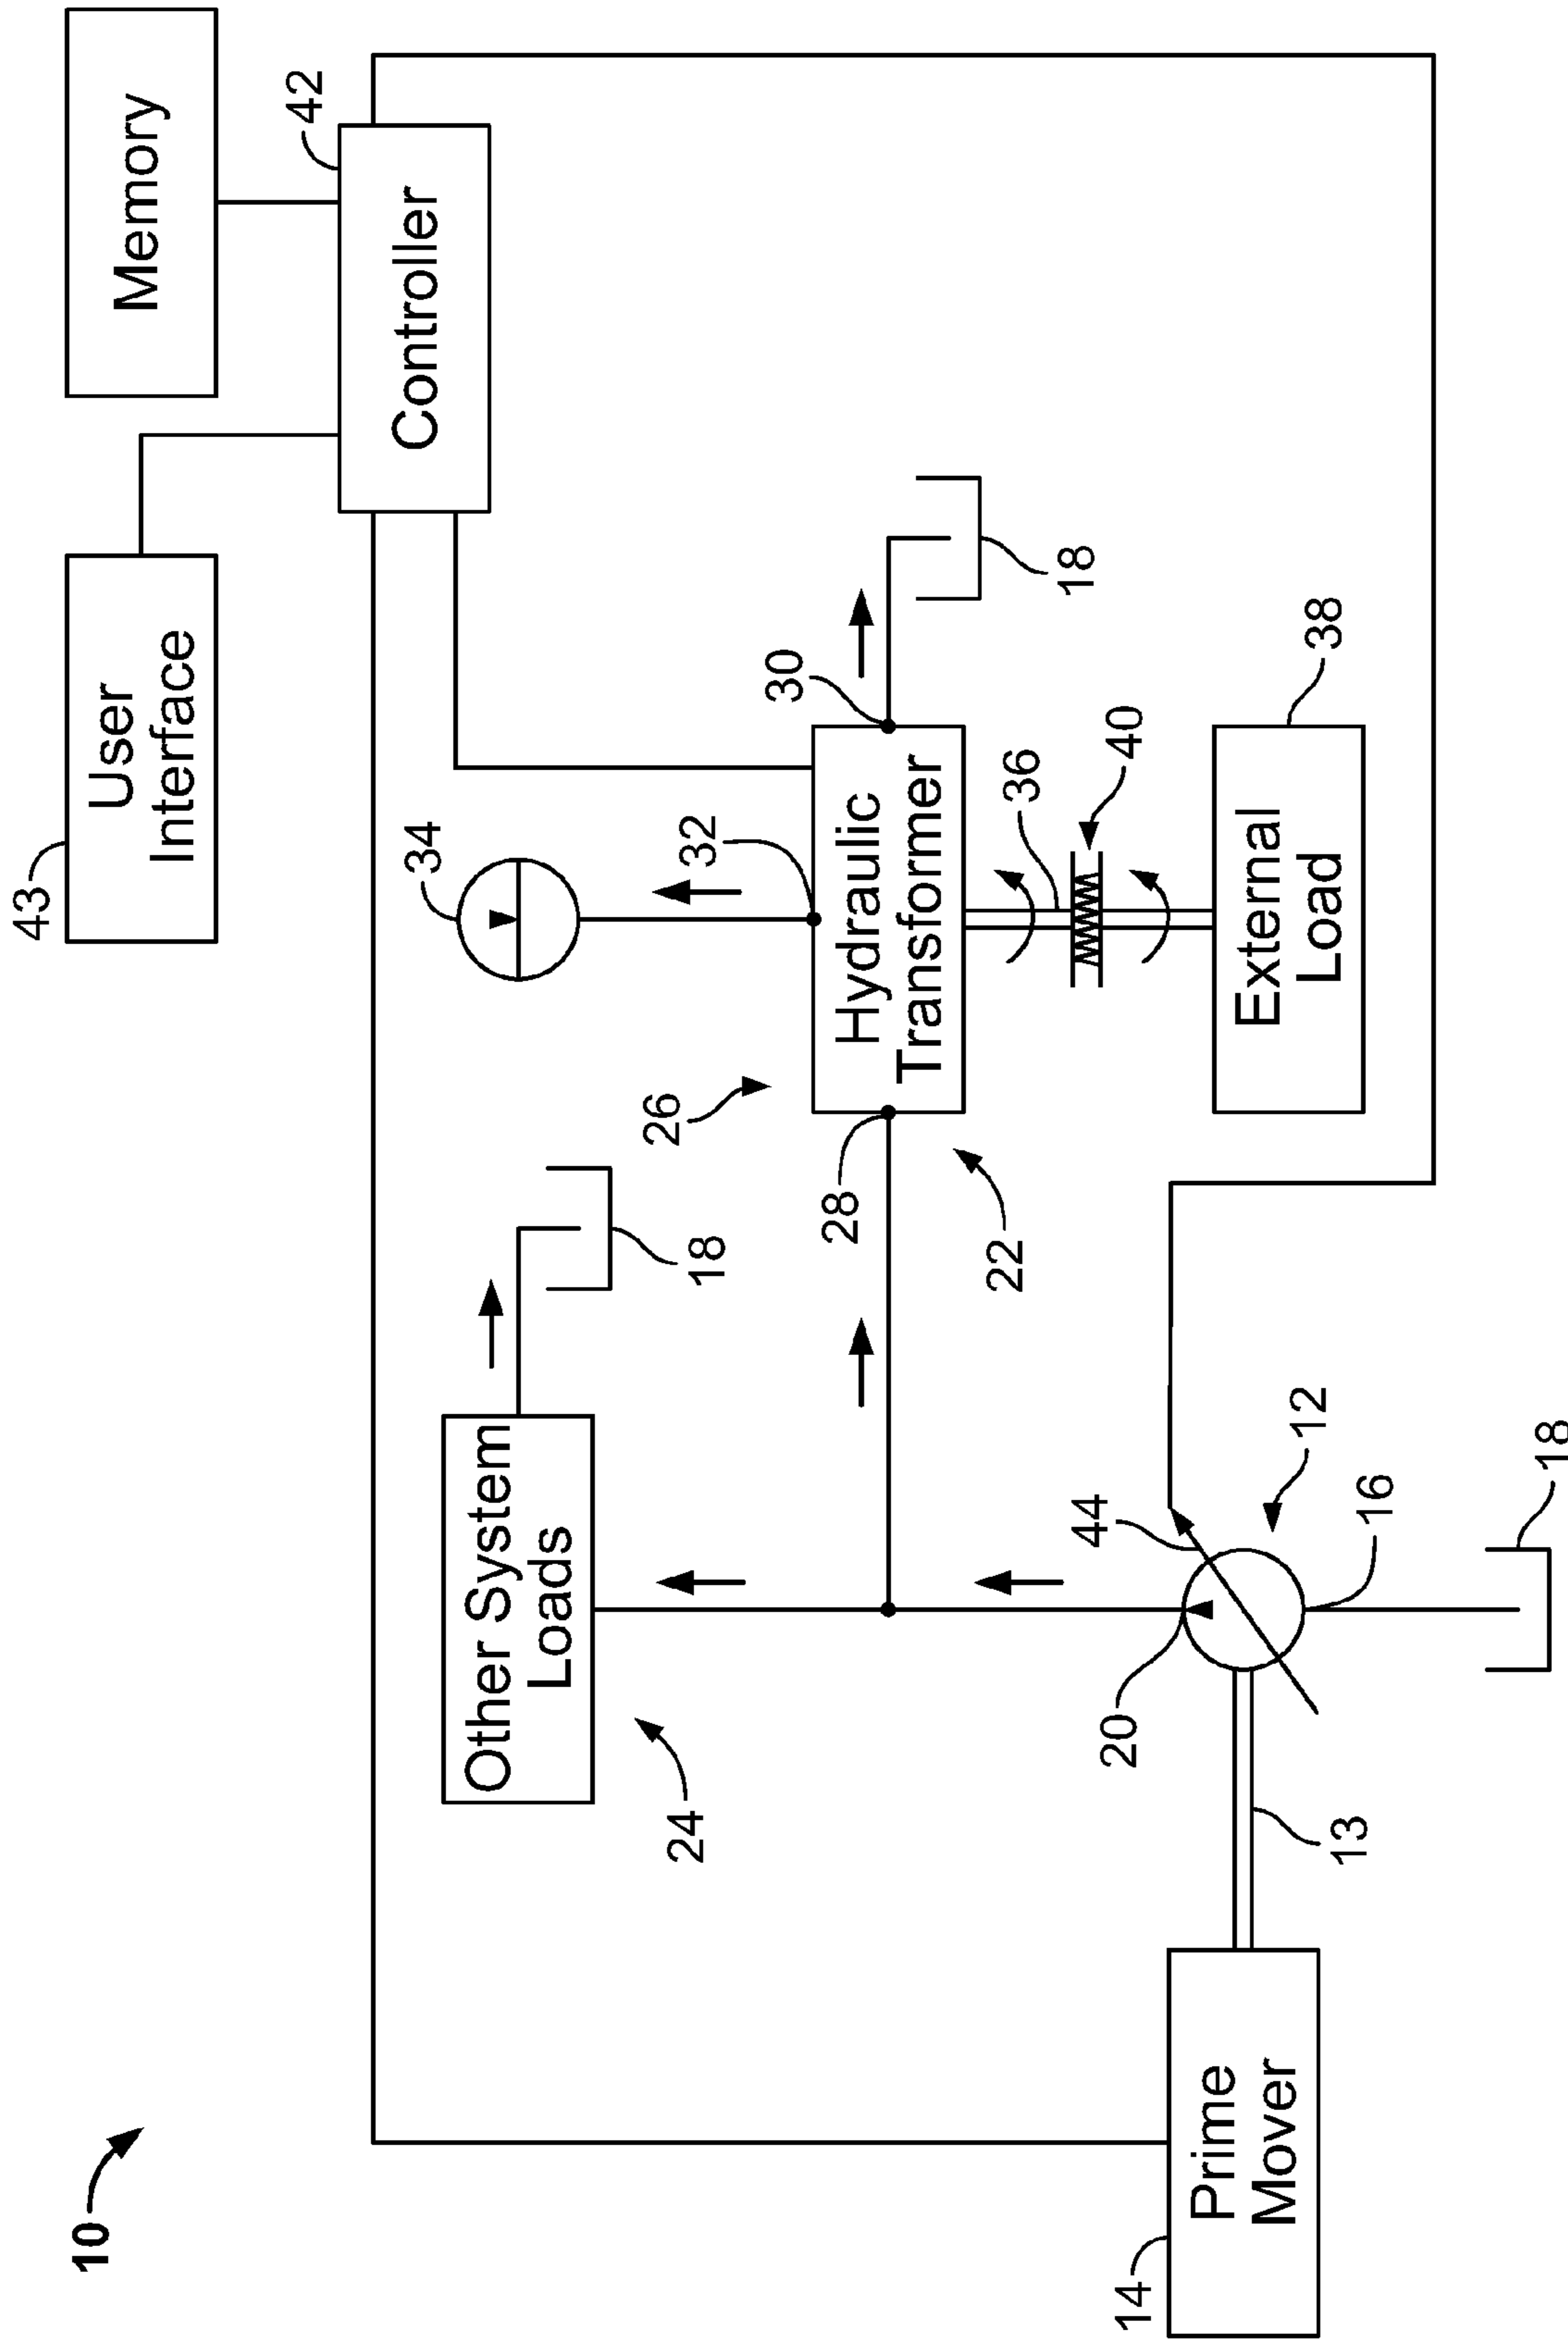 10
43
User
Interface
Memory
42
Controller
34
Other System
Loads
24
18
26
32
30
18
28
Hydraulic
Transformer
22
36
40
44
20
12
16
External
Load
38
14
Prime
Mover
13
18